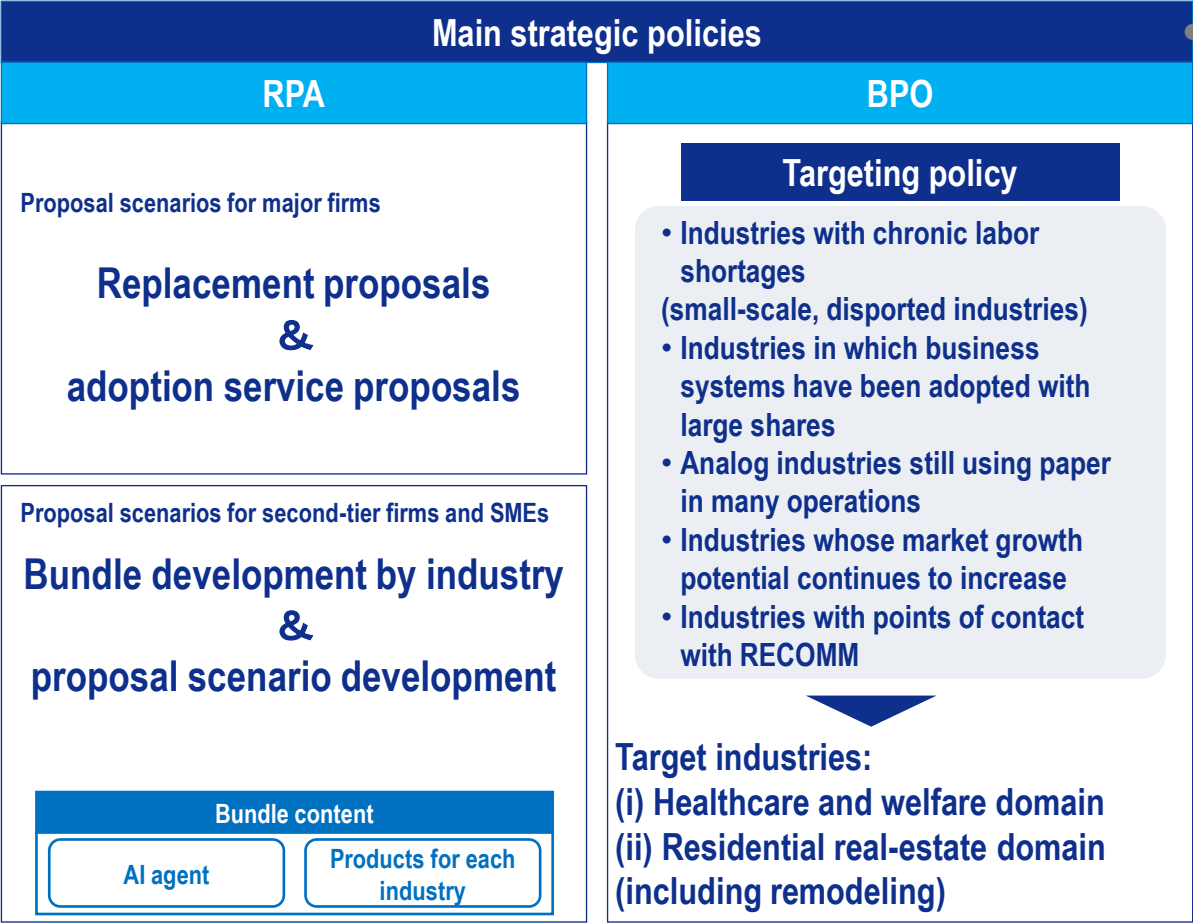 Main strategic policies
RPA
Proposal scenarios for major firms
Replacement proposals
&
adoption service proposals
Proposal scenarios for second-tier firms and SMEs
Bundle development by industry
&
proposal scenario development
Bundle content
AI agent
Products for each
industry
BPO
Targeting policy
• Industries with chronic labor
shortages
(small-scale, disported industries)
• Industries in which business
systems have been adopted with
large shares
• Analog industries still using paper
in many operations
• Industries whose market growth
potential continues to increase
• Industries with points of contact
with RECOMM
Target industries:
(i) Healthcare and welfare domain
(ii) Residential real-estate domain
(including remodeling)